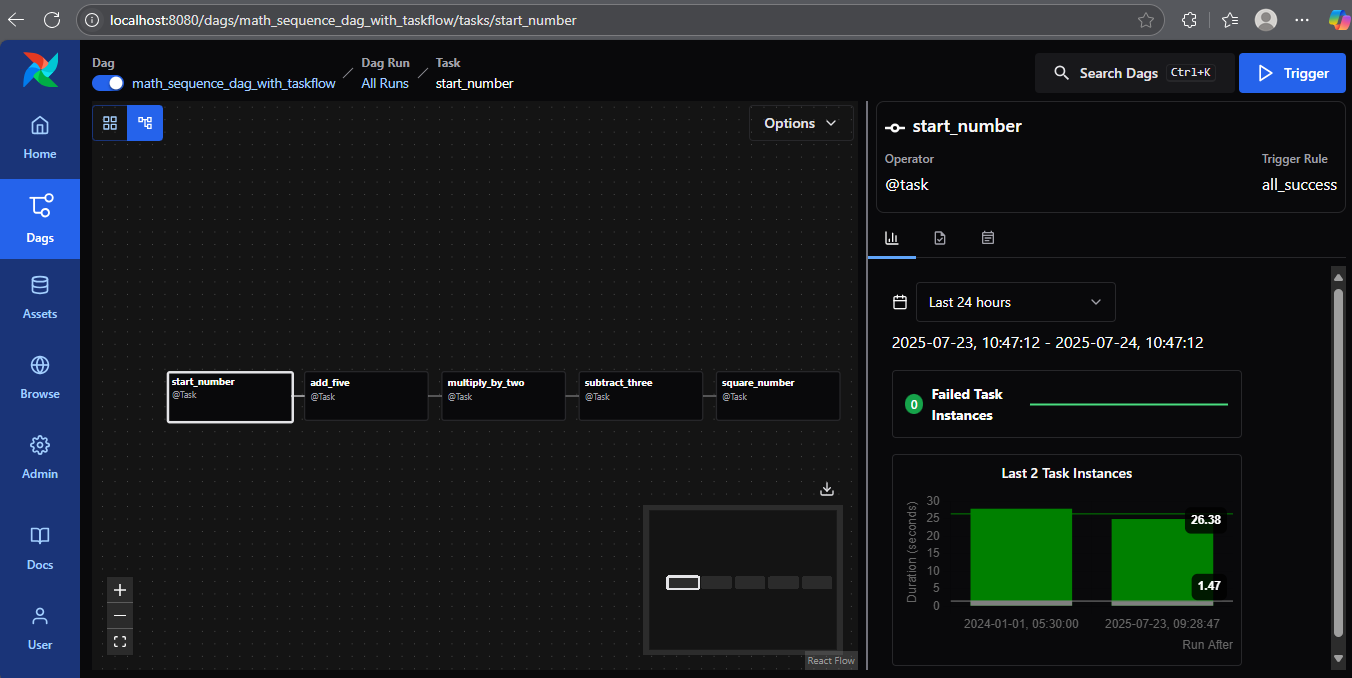 localhost:8080/dags/math_sequence_dag_with_taskflow/tasks/start_number
Dag
math_sequence_dag_with_taskflow
Dag Run
All Runs
Task
start_number
Search Dags Ctrl+K
Trigger
Home
Dags
Assets
Browse
Admin
Docs
User
Options
start_number
@Task
add_five
@Task
multiply_by_two
@Task
subtract_three
@Task
square_number
@Task
React Flow
start_number
Operator
@task
Trigger Rule
all_success
Last 24 hours
2025-07-23, 10:47:12 - 2025-07-24, 10:47:12
0
Failed Task
Instances
Last 2 Task Instances
Duration (seconds)
30
25
20
15
10
5
0
26.38
1.47
2024-01-01, 05:30:00
2025-07-23, 09:28:47
Run After